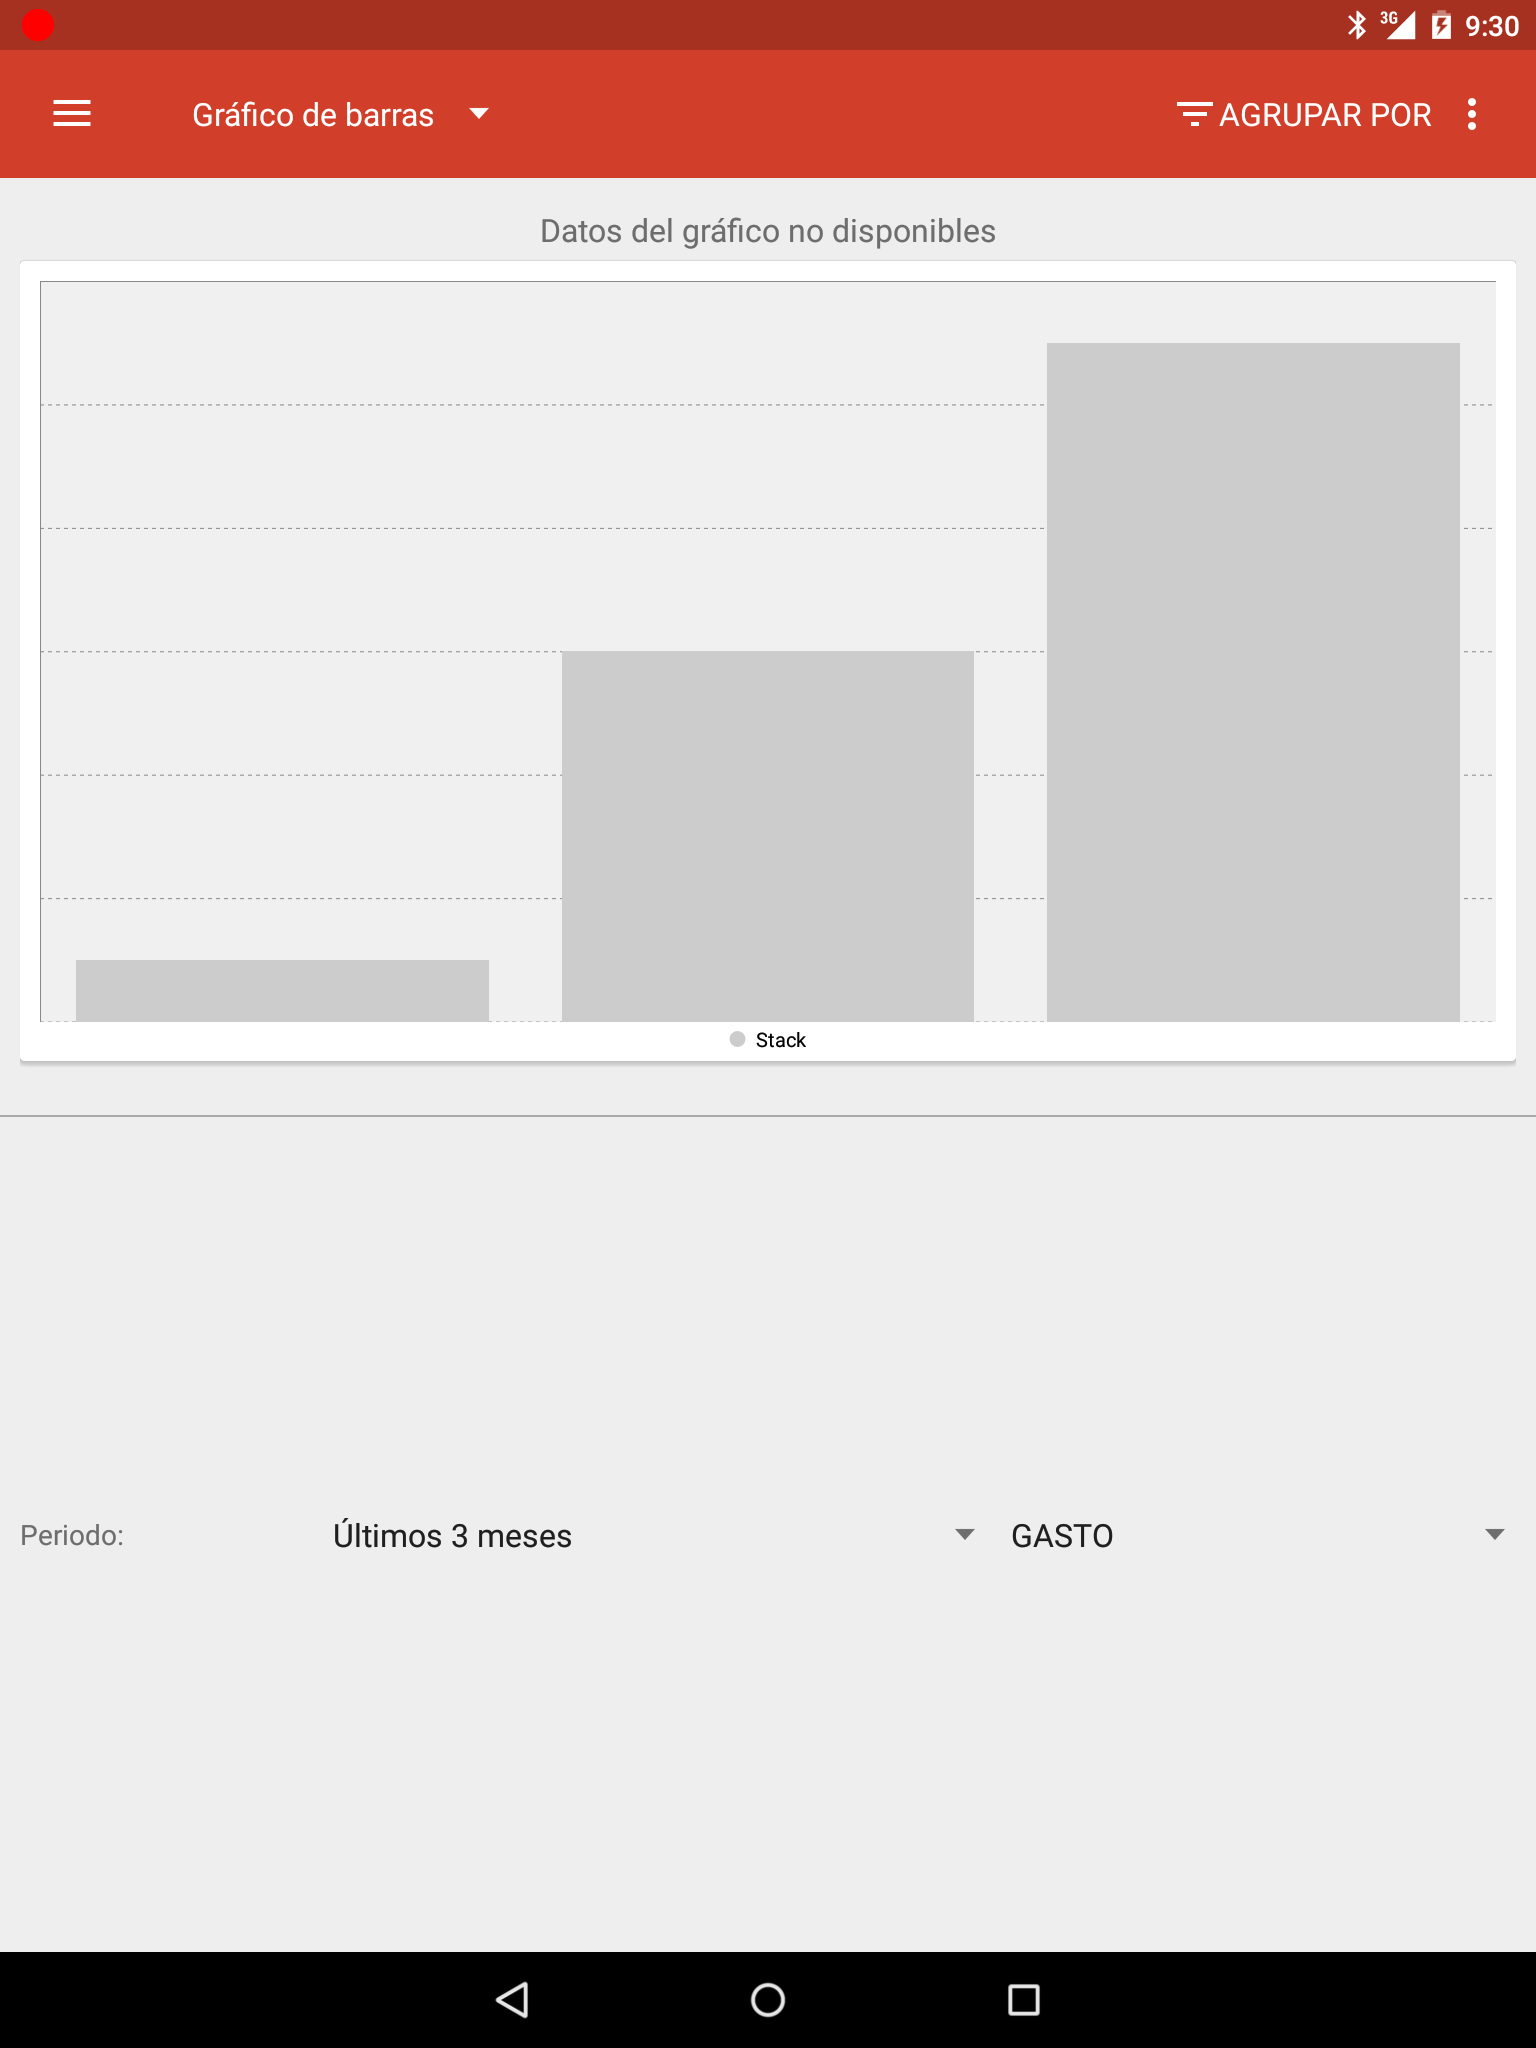 3G 9:30
Gráfico de barras AGRUPAR POR
Datos del gráfico no disponibles
Stack
Periodo: Últimos 3 meses GASTO